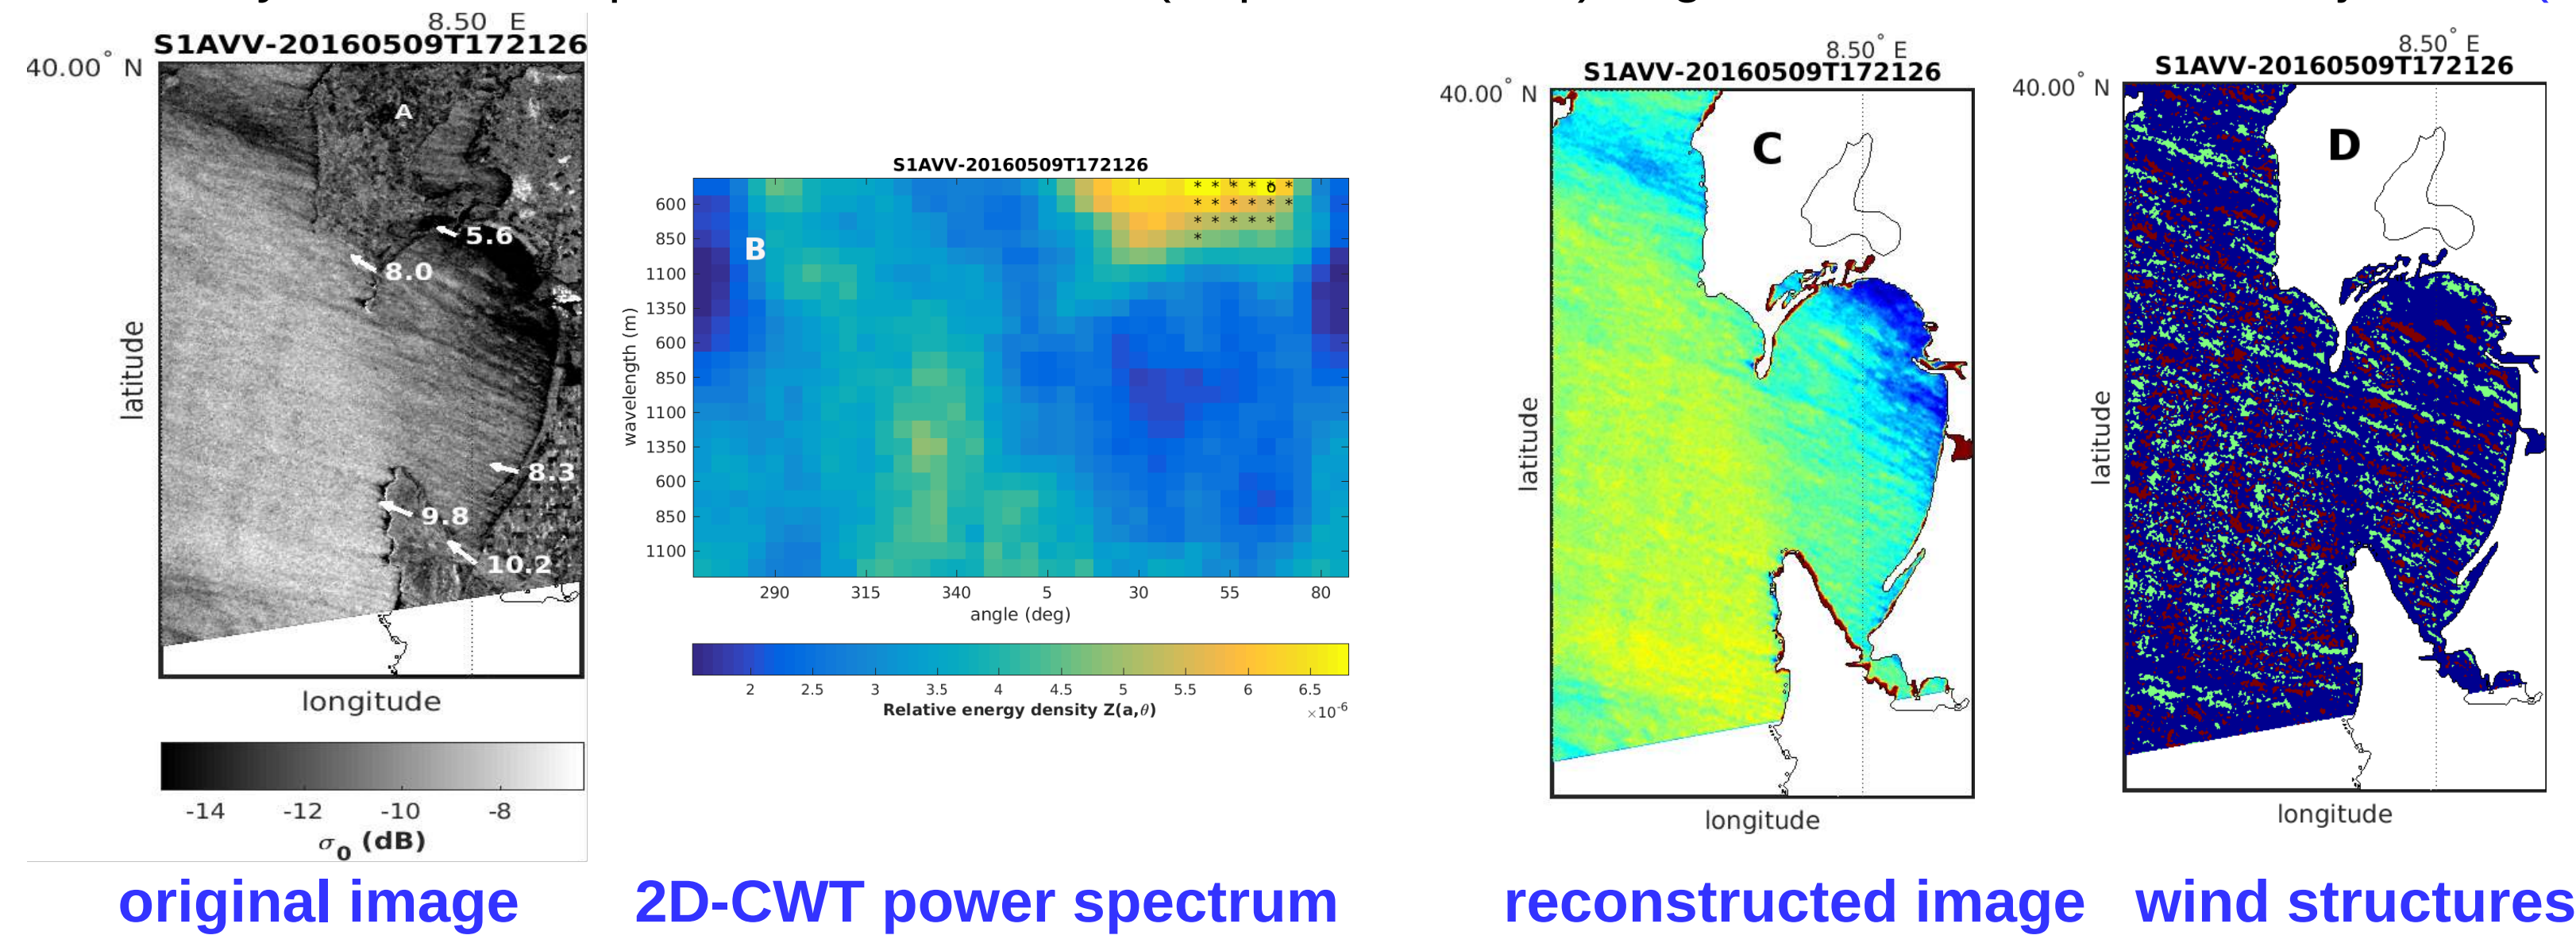 8.50 E
S1AVV-20160509T172126
40.00° N
A
5.6
8.0
8.3
9.8
10.2
latitude
longitude
-14 -12 -10 -8
σ0 (dB)
original image
S1AVV-20160509T172126
B
600
850
1100
1350
600
850
1100
1350
600
850
1100
wavelength (m)
290 315 340 5 30 55 80
angle (deg)
2 2.5 3 3.5 4 4.5 5 5.5 6 6.5
Relative energy density Z(a,θ)
×10-6
2D-CWT power spectrum
8.50° E
S1AVV-20160509T172126
40.00° N
C
latitude
longitude
reconstructed image
8.50° E
S1AVV-20160509T172126
40.00° N
D
latitude
longitude
wind structures